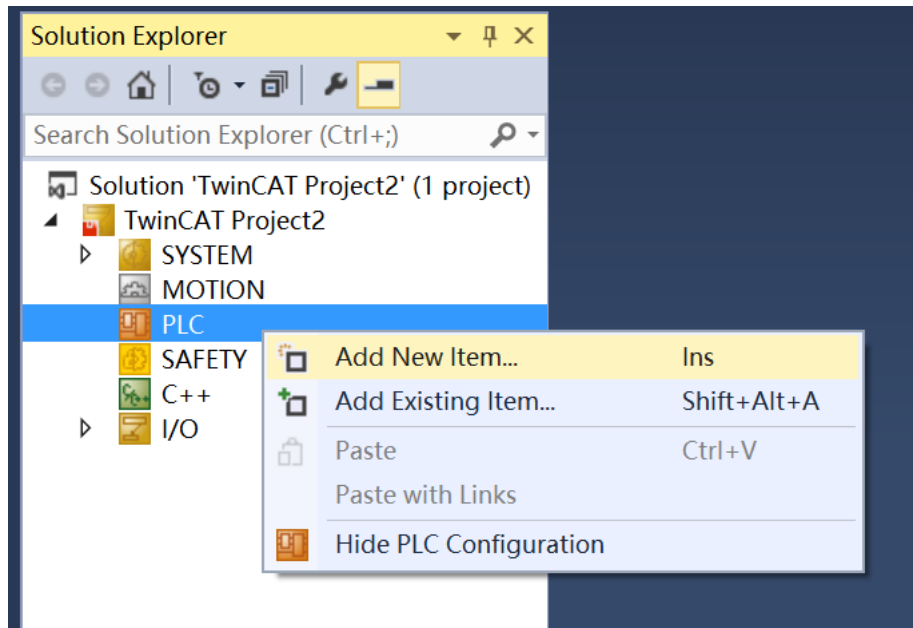 Solution Explorer
Search Solution Explorer (Ctrl+;)
Solution 'TwinCAT Project2' (1 project)
TwinCAT Project2
SYSTEM
MOTION
PLC
SAFETY
C++
I/O
Add New Item... Ins
Add Existing Item... Shift+Alt+A
Paste Ctrl+V
Paste with Links
Hide PLC Configuration